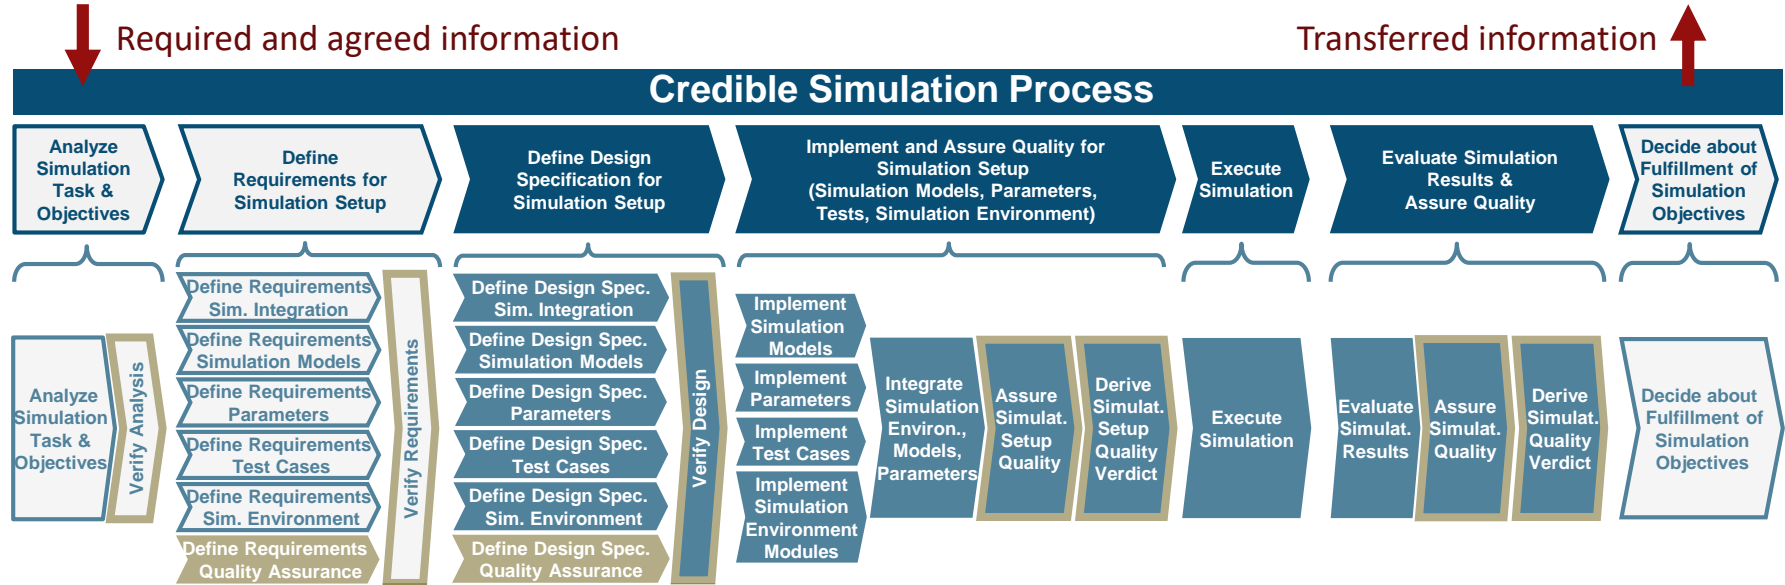 Required and agreed information
Transferred information
Credible Simulation Process
Analyze
Simulation
Task &
Objectives
Define
Requirements for
Simulation Setup
Define Design
Specification for
Simulation Setup
Implement and Assure Quality for
Simulation Setup
(Simulation Models, Parameters,
Tests, Simulation Environment)
Execute
Simulation
Evaluate Simulation
Results &
Assure Quality
Decide about
Fulfillment of
Simulation
Objectives
Analyze
Simulation
Task &
Objectives
Verify Analysis
Define Requirements
Sim. Integration
Define Requirements
Simulation Models
Define Requirements
Parameters
Define Requirements
Test Cases
Define Requirements
Sim. Environment
Define Requirements
Quality Assurance
Verify Requirements
Define Design Spec.
Sim. Integration
Define Design Spec.
Simulation Models
Define Design Spec.
Parameters
Define Design Spec.
Test Cases
Define Design Spec.
Sim. Environment
Define Design Spec.
Quality Assurance
Verify Design
Implement
Simulation
Models
Implement
Parameters
Implement
Test Cases
Implement
Simulation
Environment
Modules
Integrate
Simulation
Environ.,
Models,
Parameters
Assure
Simulat.
Setup
Quality
Derive
Simulat.
Setup
Quality
Verdict
Execute
Simulation
Evaluate
Simulat.
Results
Assure
Simulat.
Quality
Derive
Simulat.
Quality
Verdict
Decide about
Fulfillment of
Simulation
Objectives